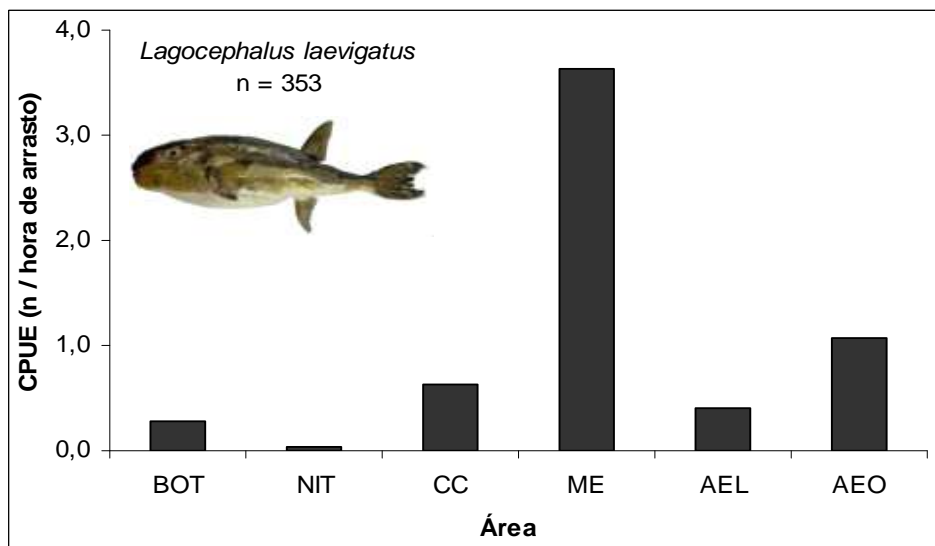 Lagocephalus laevigatus
n = 353
CPUE (n / hora de arrasto)
4,0
3,0
2,0
1,0
0,0
BOT NIT CC ME AEL AEO
Área